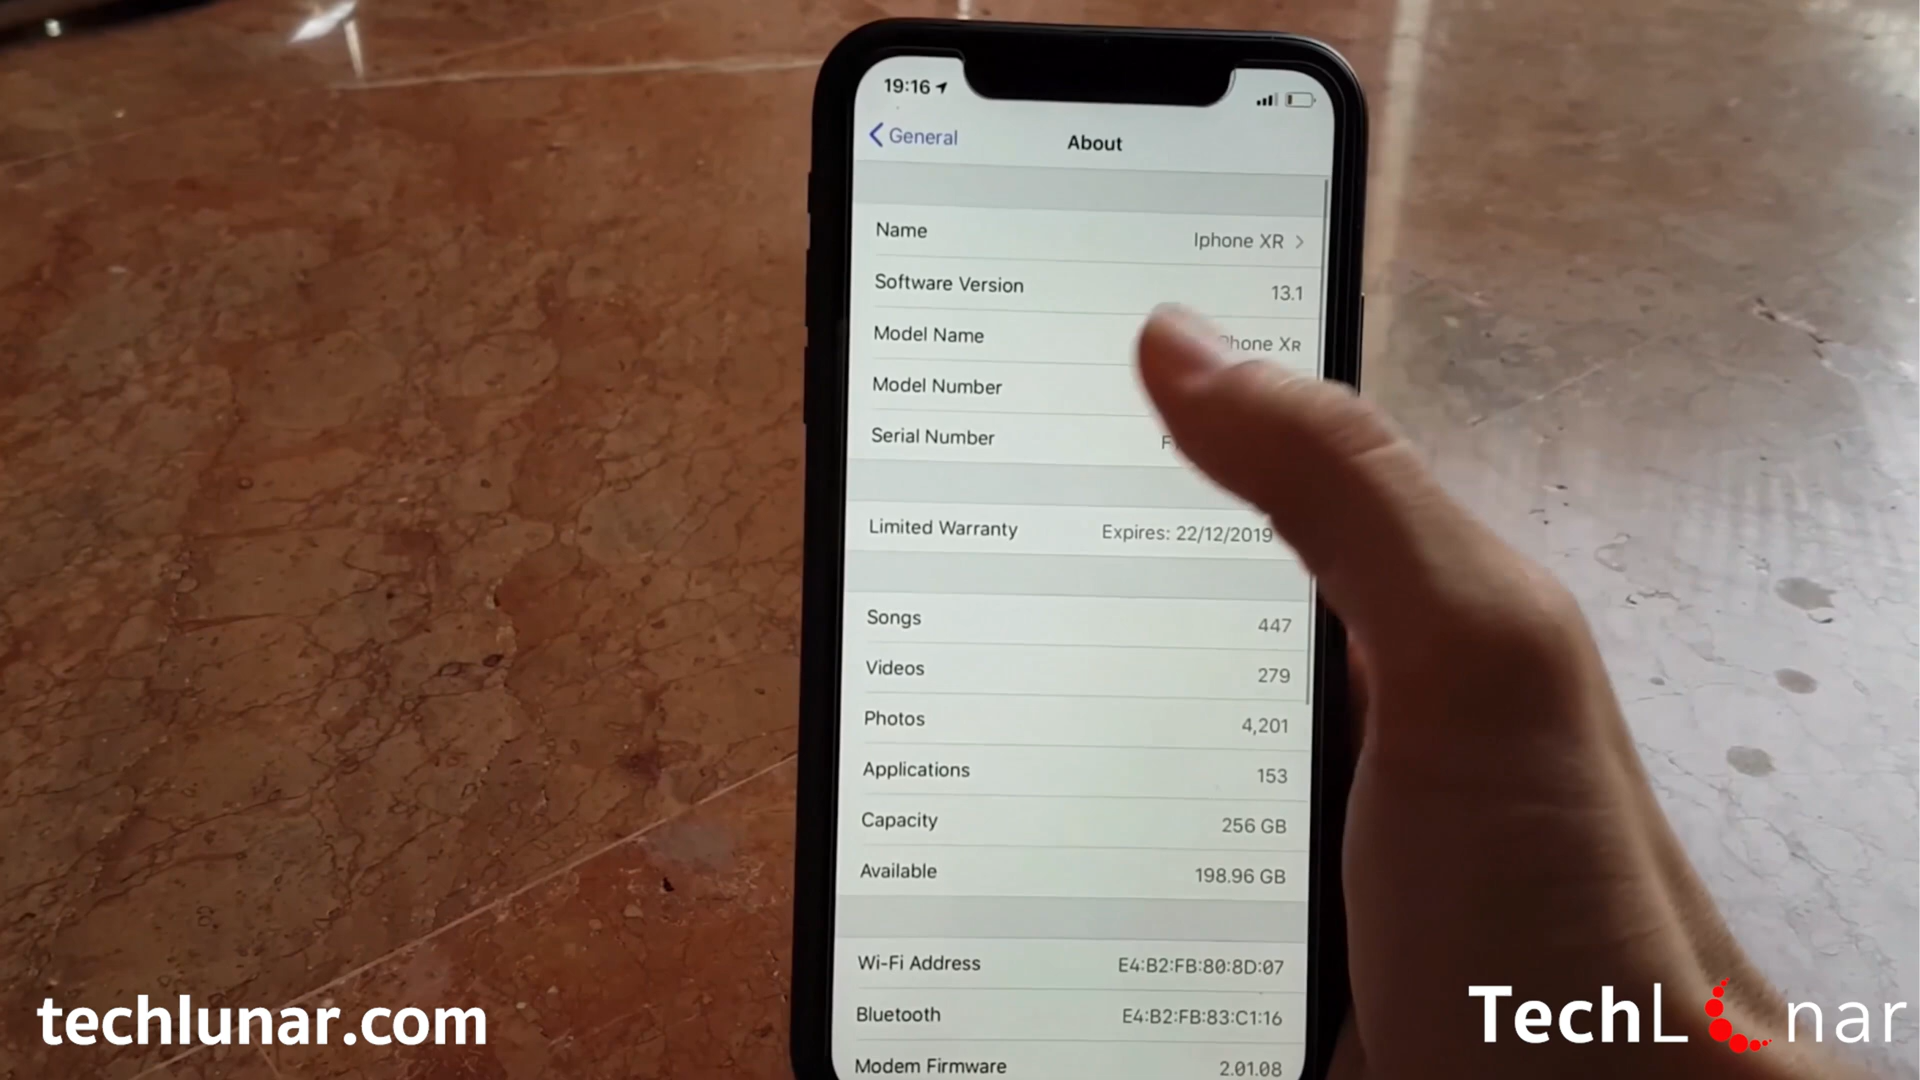 19:16
General
About
Name Iphone XR
Software Version 13.1
Model Name Phone XR
Model Number
Serial Number F
Limited Warranty Expires: 22/12/2019
Songs 447
Videos 279
Photos 4,201
Applications 153
Capacity 256 GB
Available 198.96 GB
Wi-Fi Address E4:B2:FB:80:8D:07
Bluetooth E4:B2:FB:83:C1:16
Modem Firmware 2.01.08
techlunar.com
TechLunar